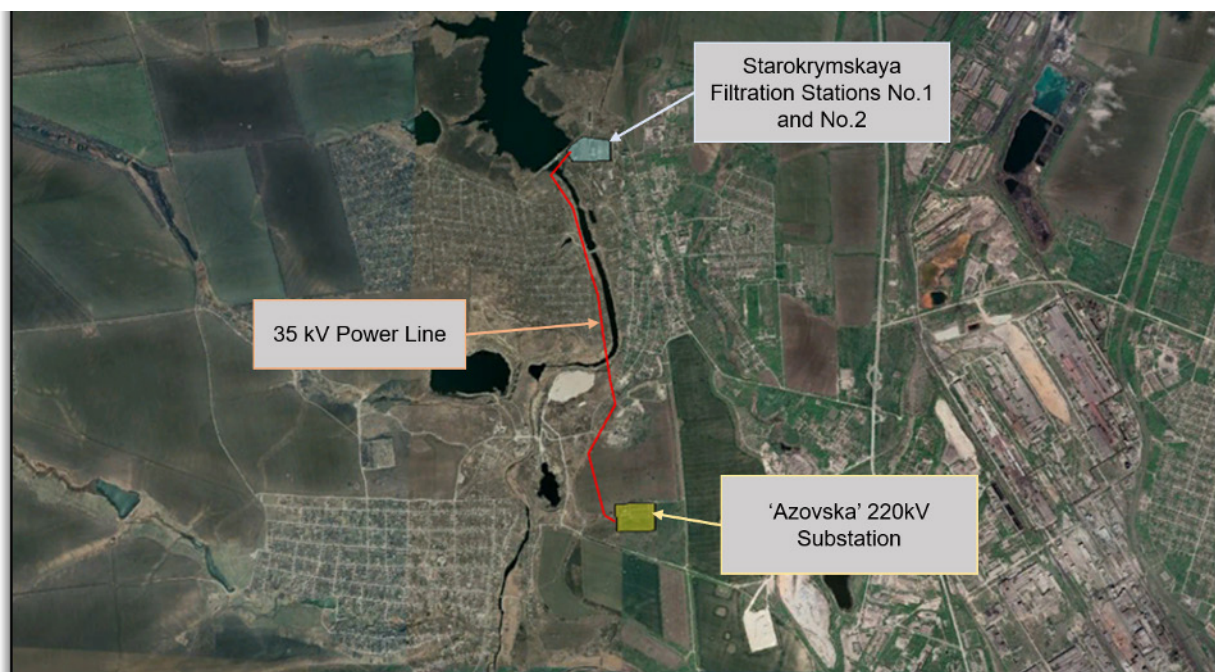 Starokrymskaya
Filtration Stations No.1
and No.2
35 kV Power Line
‘Azovska’ 220kV
Substation